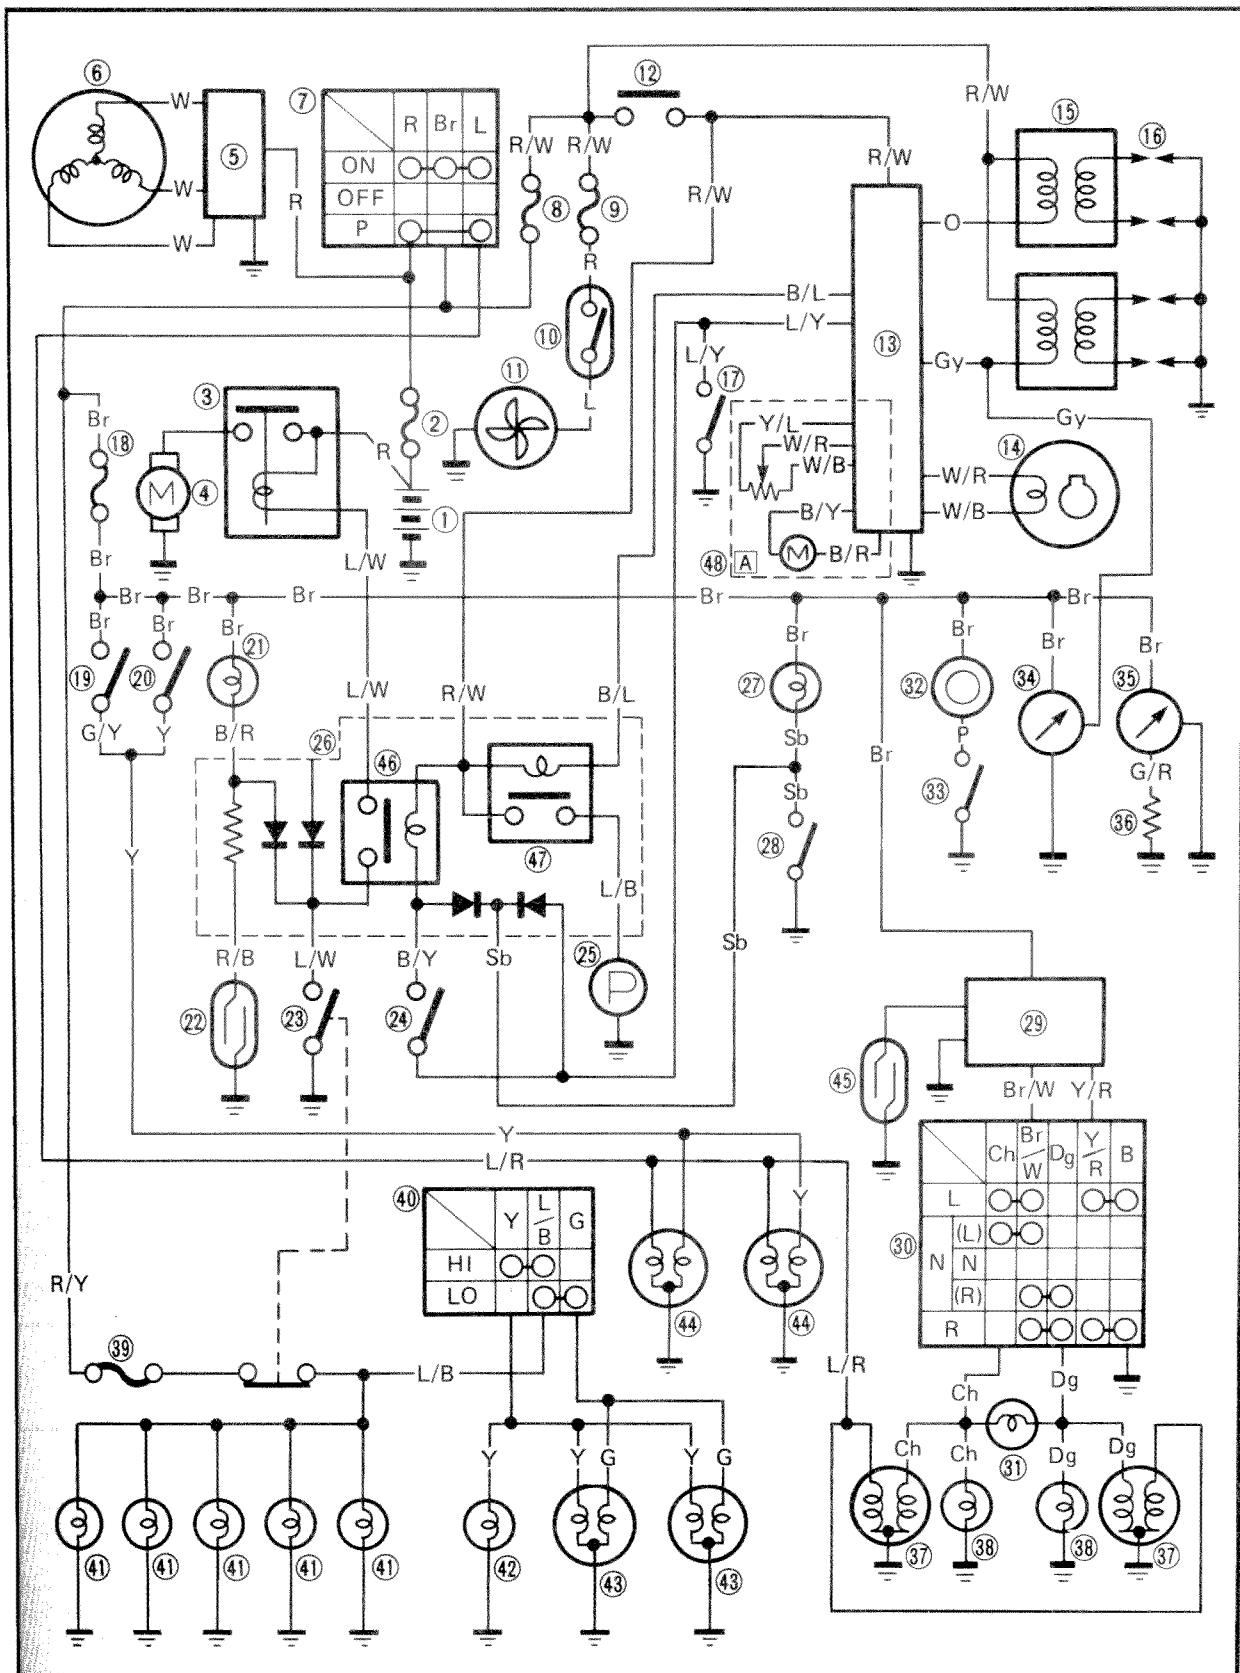 ⑥
W
W
W
⑤
R
⑦
R Br L
ON
OFF
P
R/W
R/W
⑧
⑨
R
⑩
L
⑪
⑫
R/W
R/W
R/W
⑮
⑯
O
B/L
L/Y
L/Y
⑬
Gy
Gy
⑰
Y/L
W/R
W/B
B/Y
B/R
M
㊽ A
W/R
W/B
⑭
Br
⑱
Br
③
M
④
R
②
①
L/W
Br Br Br Br Br
Br
Br
Br
㉑
⑲
⑳
G/Y
Y
B/R
L/W
R/W
B/L
Br
㉗
Sb
Sb
㉘
Br
㉜
P
㉝
Br
㉞
Br
㉟
G/R
㊱
Br
㉖
㊻
㊼
L/B
Y
R/B
L/W
B/Y
Sb
㉕
P
Sb
㉒
㉓
㉔
㉙
㊺
Br/W
Y/R
Ch Br/W Dg Y/R B
L
N (L)
N
(R)
R
㉚
Y
L/R
Y
㊵
Y L/B G
HI
LO
㊹
㊹
R/Y
㊴
L/B
L/R
Ch
Dg
Ch
Ch
㉛
Dg
Dg
Y
Y
G
Y
G
㊶
㊶
㊶
㊶
㊶
㊷
㊸
㊸
㊲
㊳
㊳
㊲